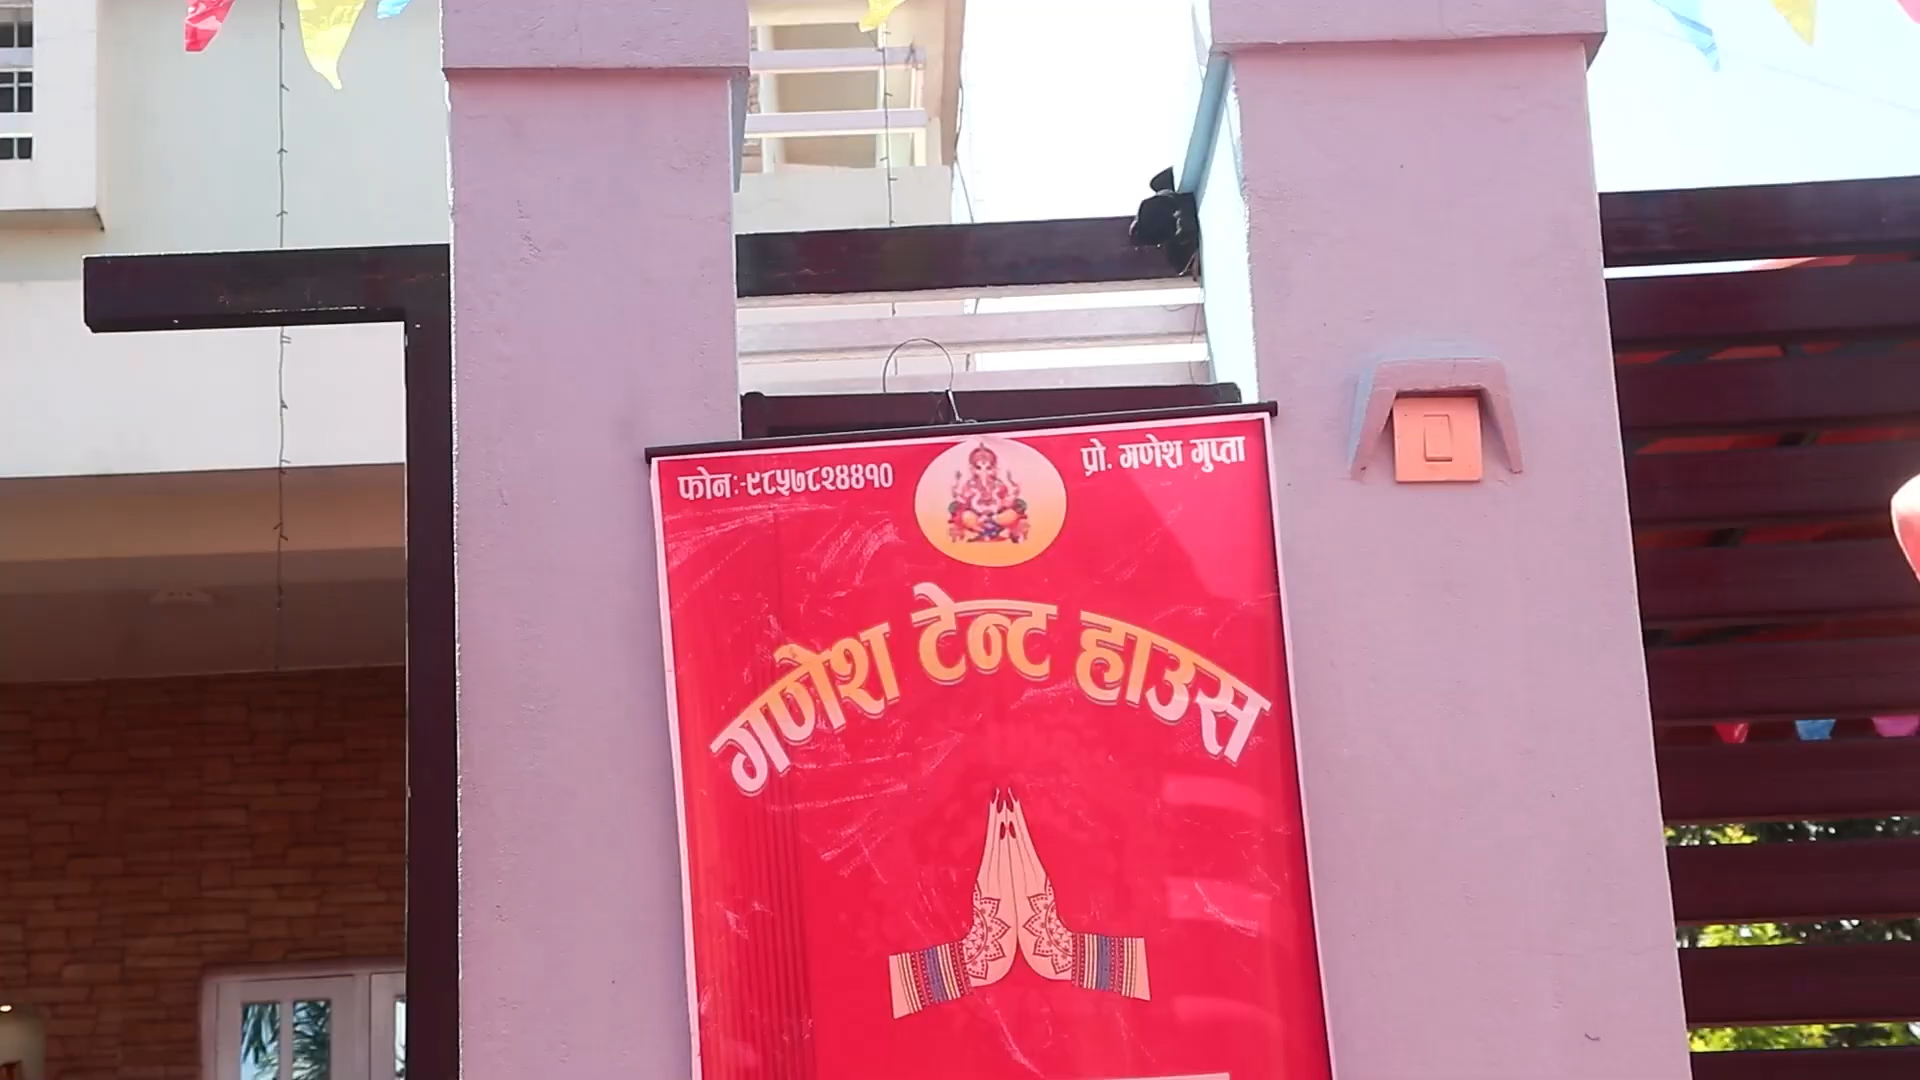 फोनः-९८५७८२४४१०
प्रो. गणेश गुप्ता
गणेश टेन्ट हाउस